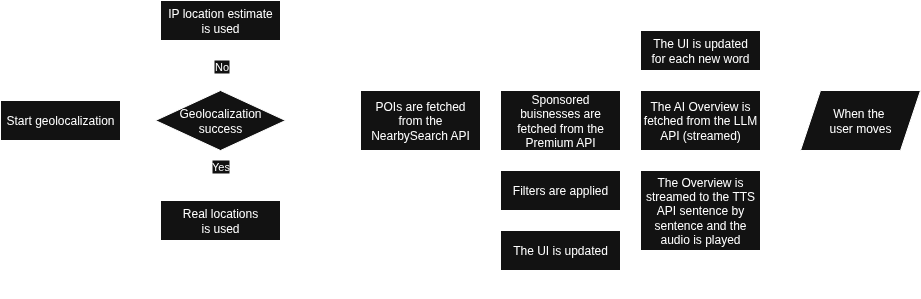 IP location estimate
is used
No
Start geolocalization
Geolocalization
success
Yes
Real locations
is used
POIs are fetched
from the
NearbySearch API
Sponsored
buisnesses are
fetched from the
Premium API
Filters are applied
The UI is updated
The UI is updated
for each new word
The AI Overview is
fetched from the LLM
API (streamed)
The Overview is
streamed to the TTS
API sentence by
sentence and the
audio is played
When the
user moves